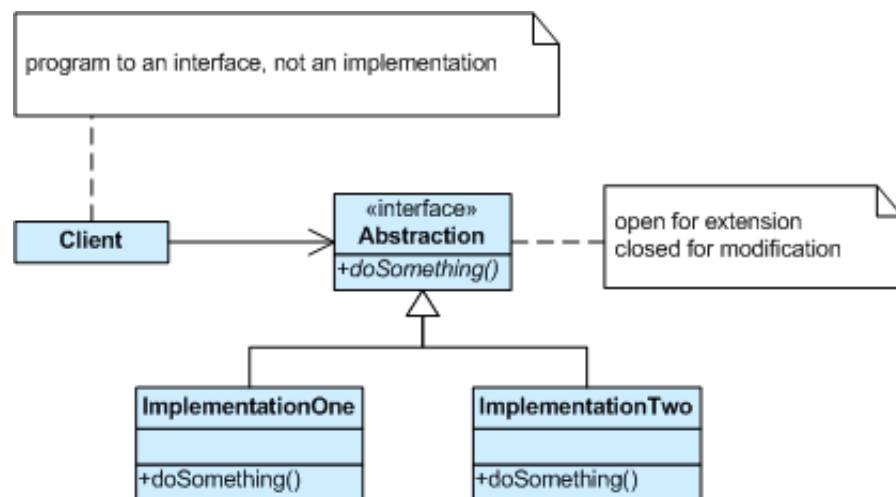 program to an interface, not an implementation
«interface»
Client
Abstraction
+doSomething()
open for extension
closed for modification
ImplementationOne
+doSomething()
ImplementationTwo
+doSomething()